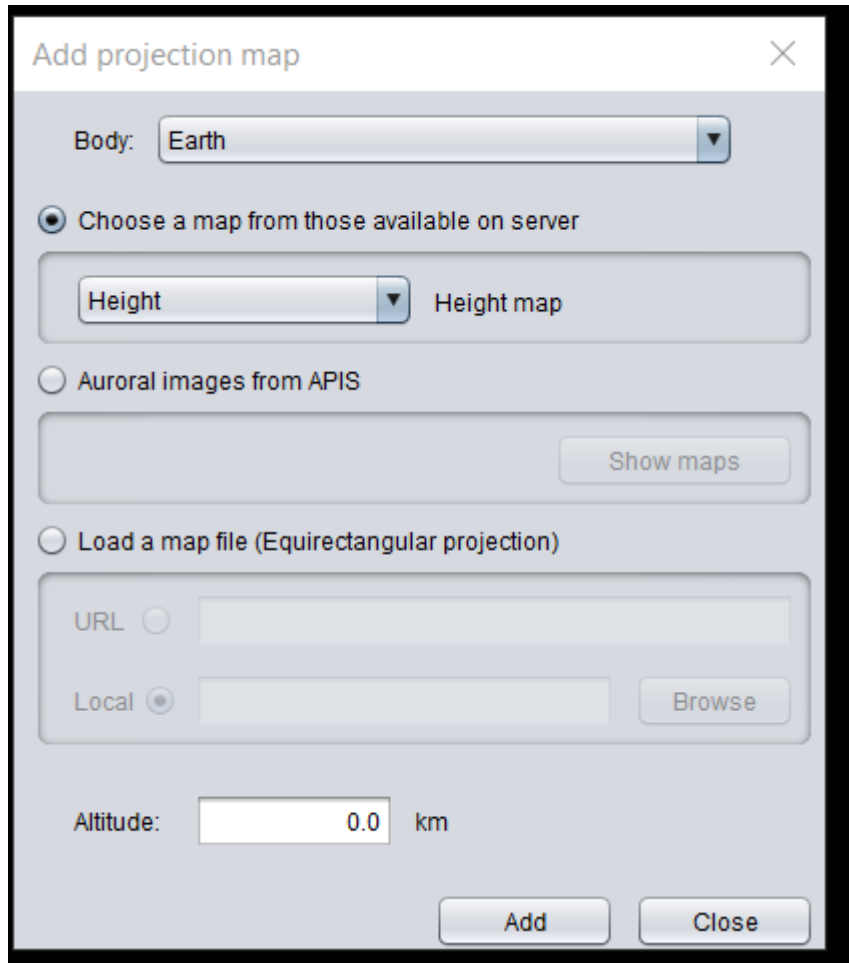 Add projection map
Body: Earth
Choose a map from those available on server
Height Height map
Auroral images from APIS
Show maps
Load a map file (Equirectangular projection)
URL
Local Browse
Altitude: 0.0 km
Add Close